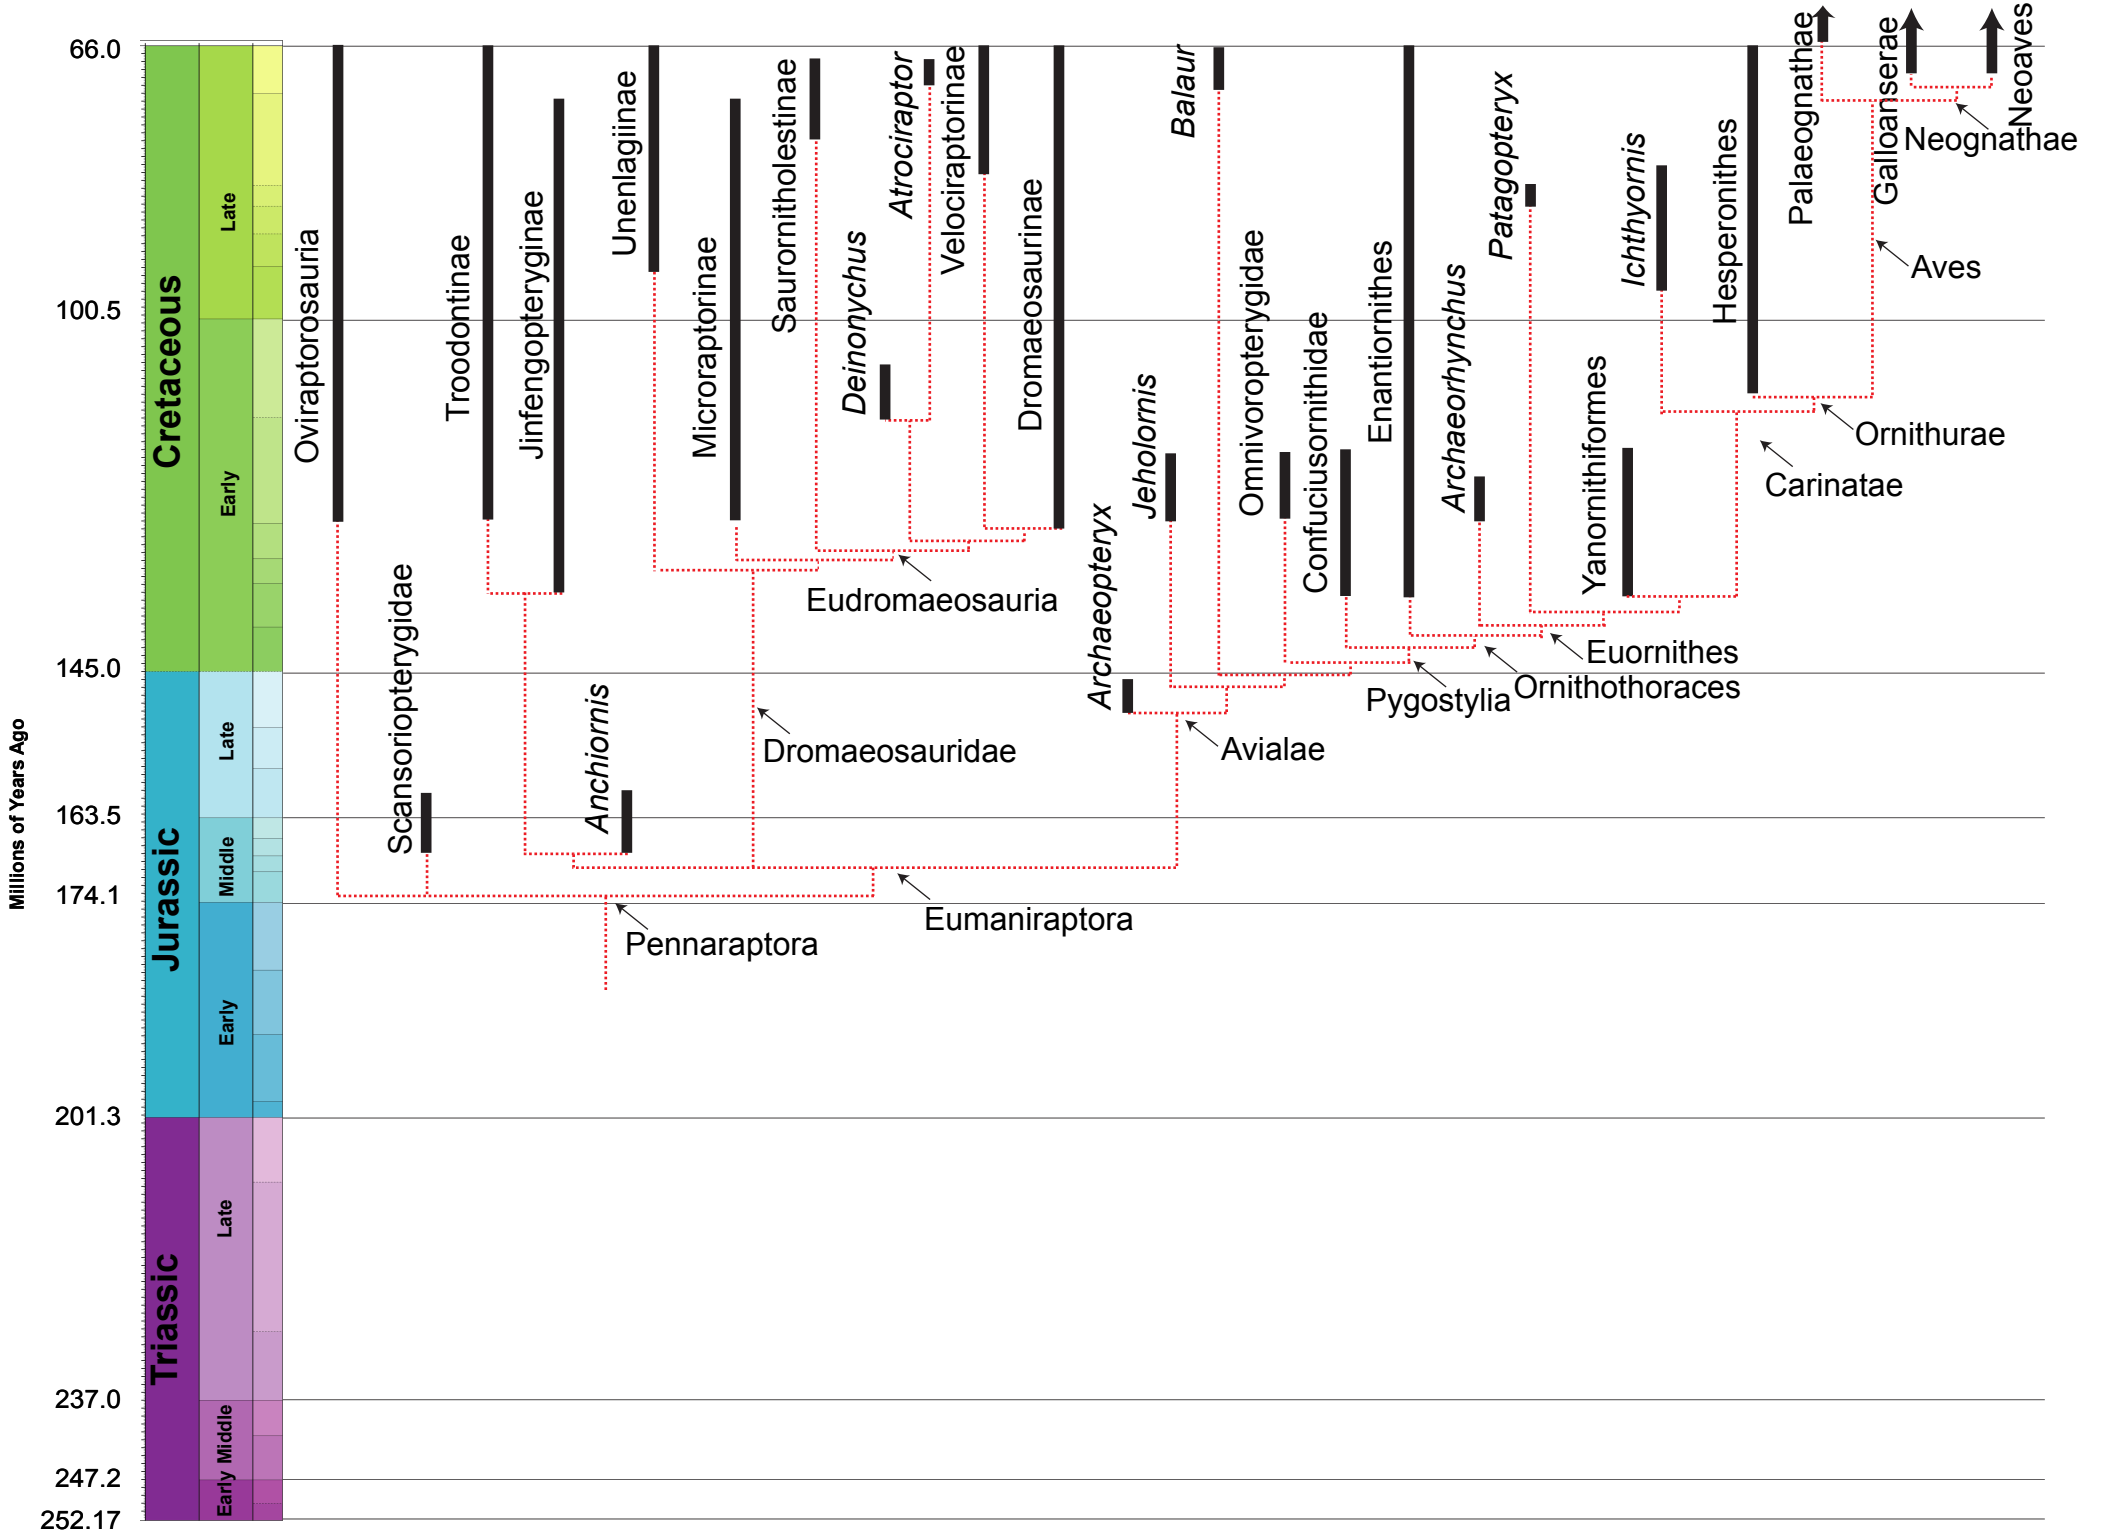 Millions of Years Ago
66.0
100.5
145.0
163.5
174.1
201.3
237.0
247.2
252.17
Cretaceous
Jurassic
Triassic
Late
Early
Late
Middle
Early
Late
Middle
Early
Oviraptorosauria
Scansoriopterygidae
Troodontinae
Jinfengopteryginae
Anchiornis
Unenlagiinae
Microraptorinae
Saurornitholestinae
Deinonychus
Atrociraptor
Velociraptorinae
Dromaeosaurinae
Archaeopteryx
Jeholornis
Balaur
Omnivoropterygidae
Confuciusornithidae
Enantiornithes
Archaeorhynchus
Patagopteryx
Yanornithiformes
Ichthyornis
Hesperonithes
Palaeognathae
Galloanserae
Neoaves
Neognathae
Aves
Ornithurae
Carinatae
Euornithes
Ornithothoraces
Pygostylia
Avialae
Eudromaeosauria
Dromaeosauridae
Eumaniraptora
Pennaraptora